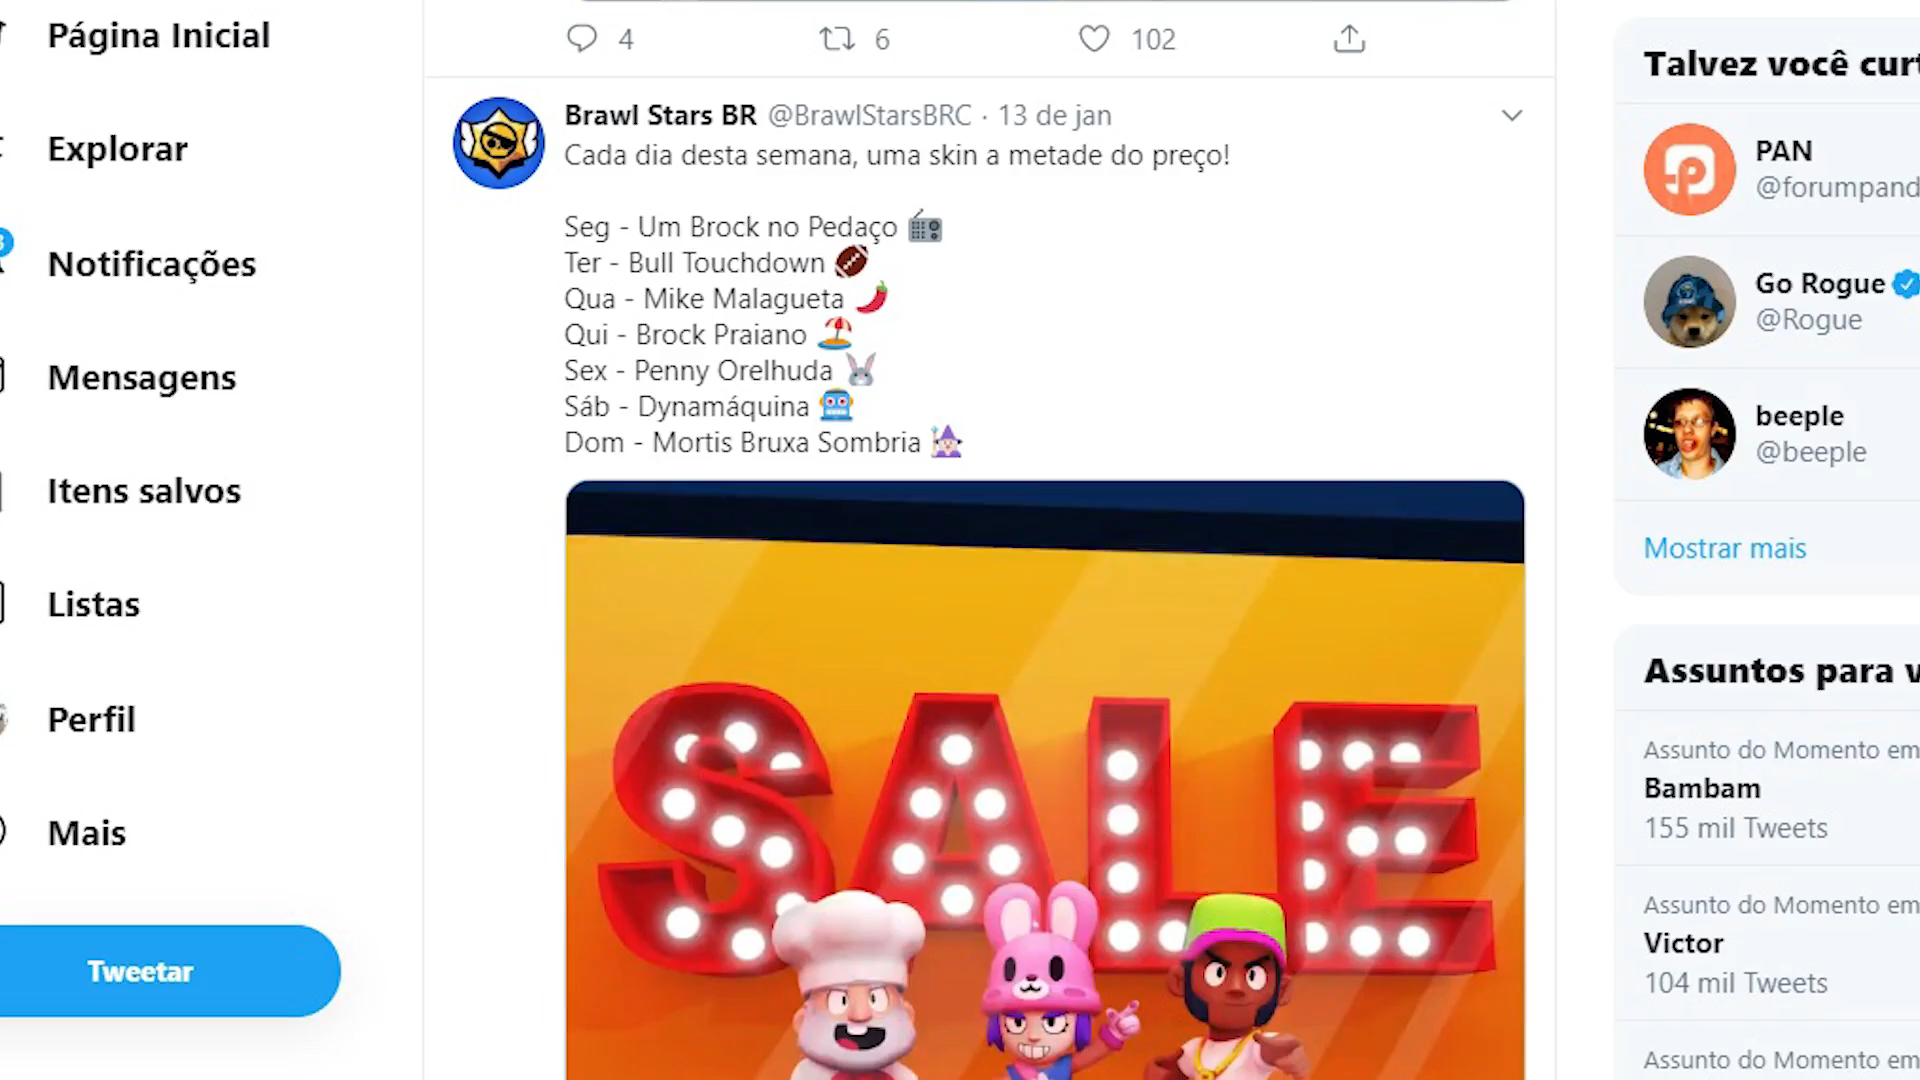 Página Inicial
Explorar
Notificações
Mensagens
Itens salvos
Listas
Perfil
Mais
Tweetar
4 6 102
Brawl Stars BR @BrawlStarsBRC · 13 de jan
Cada dia desta semana, uma skin a metade do preço!
Seg - Um Brock no Pedaço 📻
Ter - Bull Touchdown 🏈
Qua - Mike Malagueta 🌶️
Qui - Brock Praiano 🏖️
Sex - Penny Orelhuda 🐰
Sáb - Dynamáquina 🤖
Dom - Mortis Bruxa Sombria 🧙‍♀️
SALE
Talvez você curt
PAN
@forumpand
Go Rogue
@Rogue
beeple
@beeple
Mostrar mais
Assuntos para v
Assunto do Momento em
Bambam
155 mil Tweets
Assunto do Momento em
Victor
104 mil Tweets
Assunto do Momento em